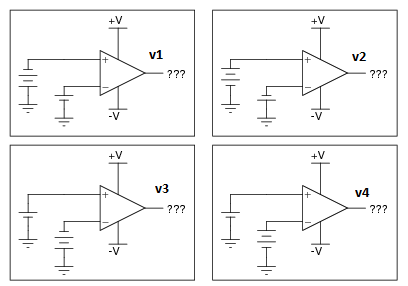 +V
v1
+
−
???
-V
+V
v2
+
−
???
-V
+V
v3
+
−
???
-V
+V
v4
+
−
???
-V